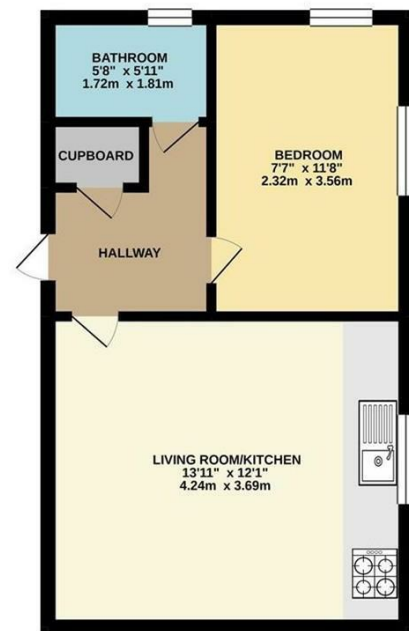 BATHROOM
5'8" x 5'11"
1.72m x 1.81m
CUPBOARD
BEDROOM
7'7" x 11'8"
2.32m x 3.56m
HALLWAY
LIVING ROOM/KITCHEN
13'11" x 12'1"
4.24m x 3.69m